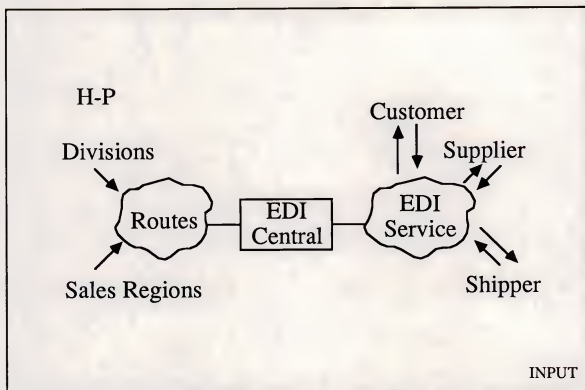 H-P
Customer
Divisions
Supplier
Routes
EDI
Central
EDI
Service
Sales Regions
Shipper
INPUT